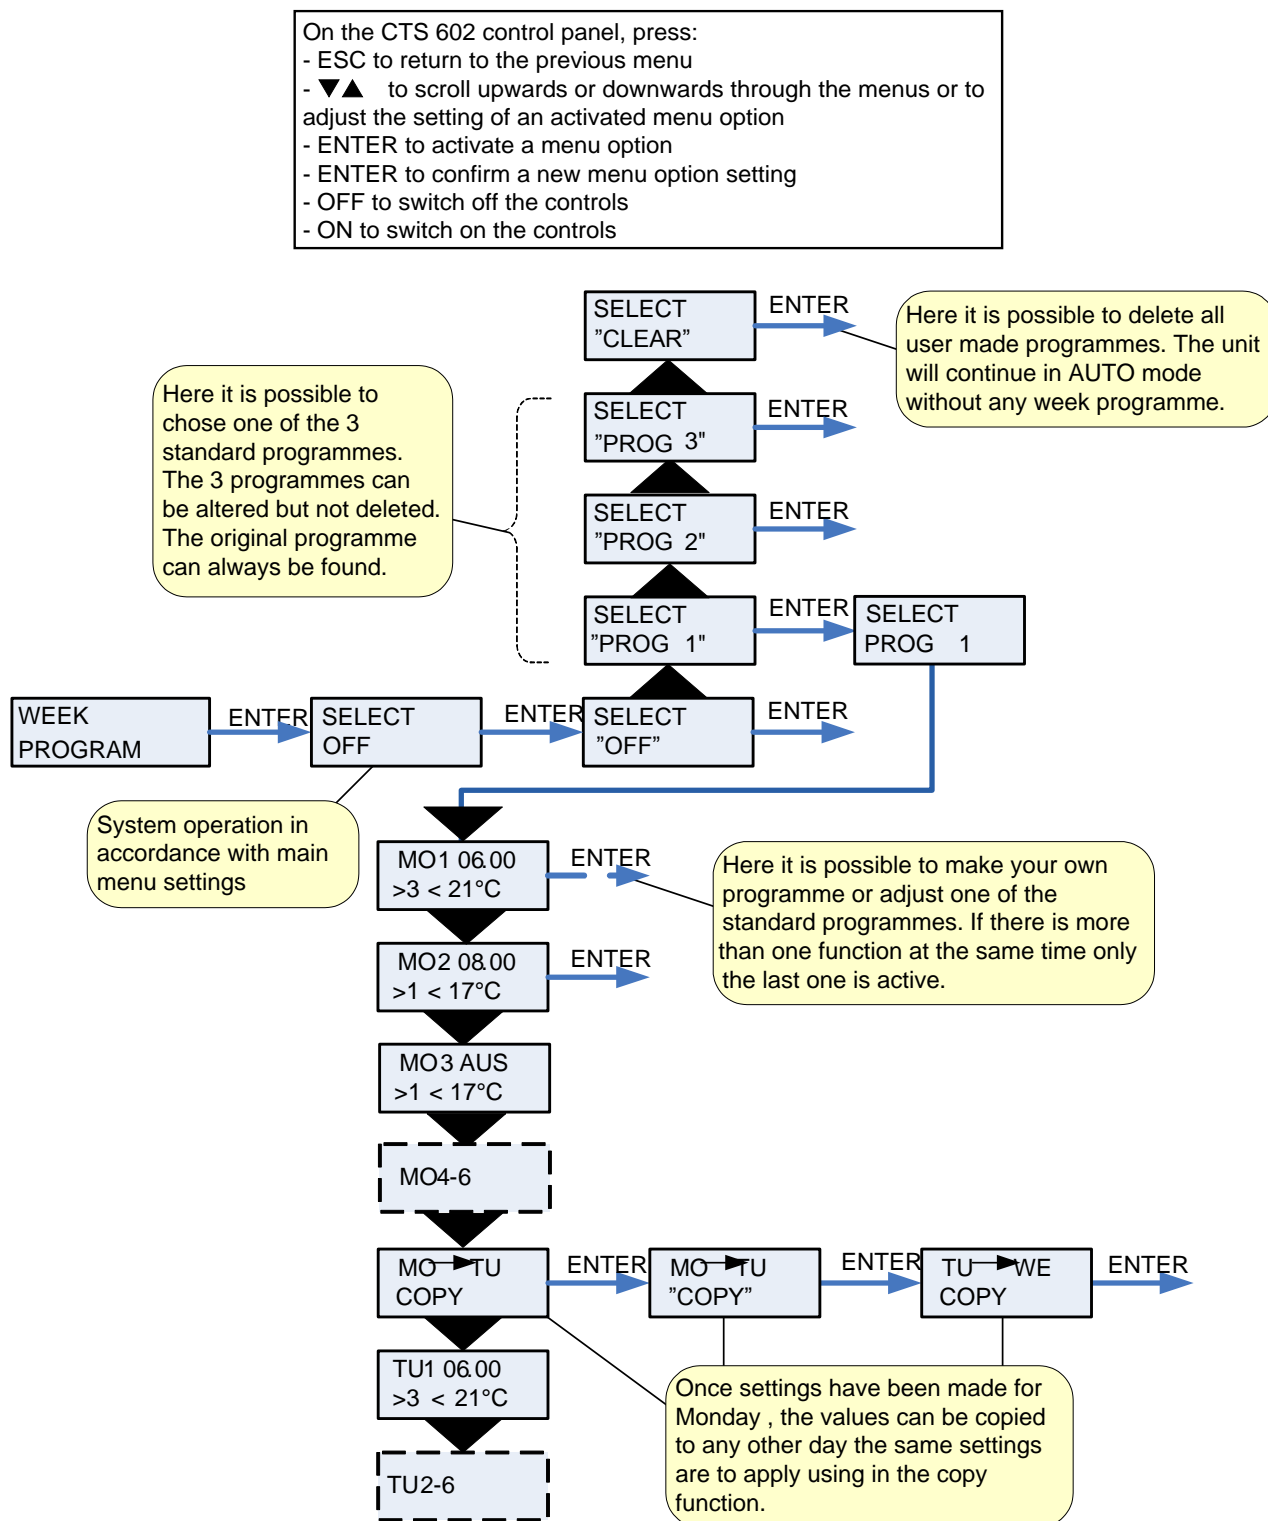 On the CTS 602 control panel, press:
- ESC to return to the previous menu
- ▼▲ to scroll upwards or downwards through the menus or to
adjust the setting of an activated menu option
- ENTER to activate a menu option
- ENTER to confirm a new menu option setting
- OFF to switch off the controls
- ON to switch on the controls
SELECT
"CLEAR”
ENTER
Here it is possible to delete all
user made programmes. The unit
will continue in AUTO mode
without any week programme.
Here it is possible to
chose one of the 3
standard programmes.
The 3 programmes can
be altered but not deleted.
The original programme
can always be found.
SELECT
"PROG 3"
ENTER
SELECT
"PROG 2"
ENTER
SELECT
"PROG 1"
ENTER
SELECT
PROG 1
WEEK
PROGRAM
ENTER
SELECT
OFF
ENTER
SELECT
”OFF”
ENTER
System operation in
accordance with main
menu settings
MO1 06.00
>3 < 21°C
ENTER
Here it is possible to make your own
programme or adjust one of the
standard programmes. If there is more
than one function at the same time only
the last one is active.
MO2 08.00
>1 < 17°C
ENTER
MO3 AUS
>1 < 17°C
MO4-6
MO → TU
COPY
ENTER
MO → TU
”COPY”
ENTER
TU → WE
COPY
ENTER
TU1 06.00
>3 < 21°C
Once settings have been made for
Monday , the values can be copied
to any other day the same settings
are to apply using in the copy
function.
TU2-6